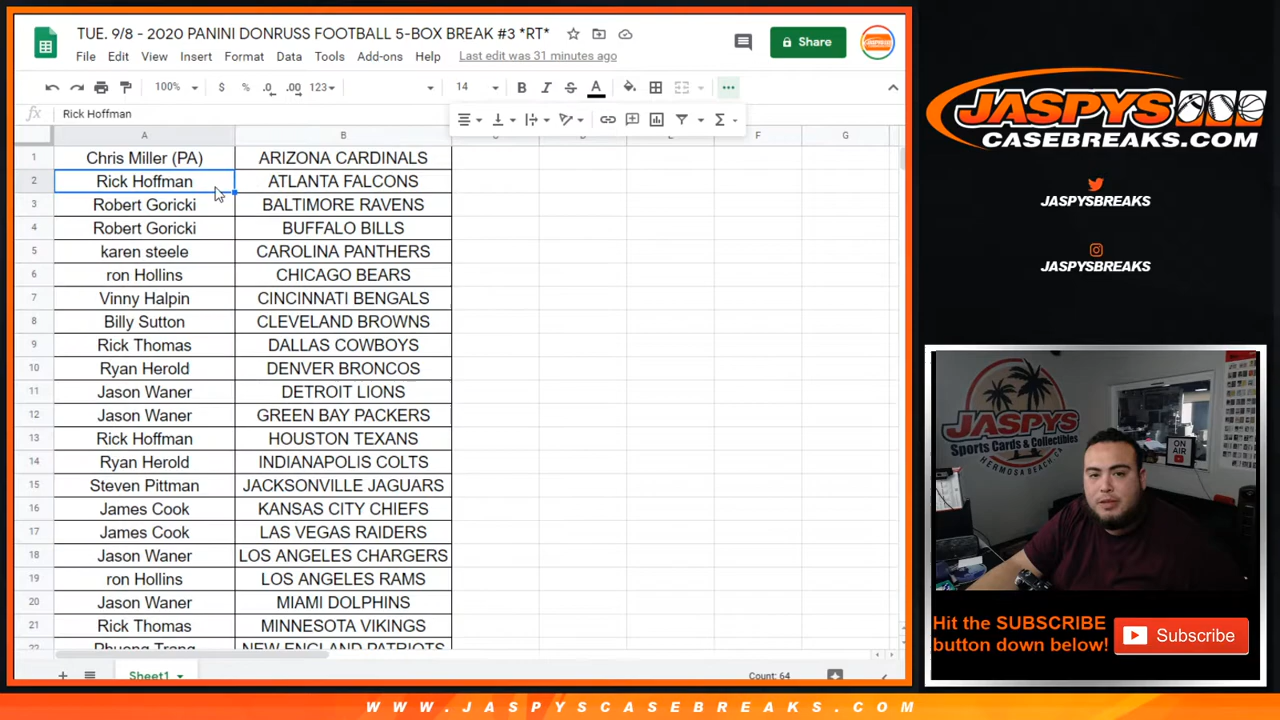 TUE. 9/8 - 2020 PANINI DONRUSS FOOTBALL 5-BOX BREAK #3 *RT*
File Edit View Insert Format Data Tools Add-ons Help Last edit was 31 minutes ago
Share
100% $ % .0 .00 123 14 B I S A
fx Rick Hoffman
A B C D E F G
1 Chris Miller (PA) ARIZONA CARDINALS
2 Rick Hoffman ATLANTA FALCONS
3 Robert Goricki BALTIMORE RAVENS
4 Robert Goricki BUFFALO BILLS
5 karen steele CAROLINA PANTHERS
6 ron Hollins CHICAGO BEARS
7 Vinny Halpin CINCINNATI BENGALS
8 Billy Sutton CLEVELAND BROWNS
9 Rick Thomas DALLAS COWBOYS
10 Ryan Herold DENVER BRONCOS
11 Jason Waner DETROIT LIONS
12 Jason Waner GREEN BAY PACKERS
13 Rick Hoffman HOUSTON TEXANS
14 Ryan Herold INDIANAPOLIS COLTS
15 Steven Pittman JACKSONVILLE JAGUARS
16 James Cook KANSAS CITY CHIEFS
17 James Cook LAS VEGAS RAIDERS
18 Jason Waner LOS ANGELES CHARGERS
19 ron Hollins LOS ANGELES RAMS
20 Jason Waner MIAMI DOLPHINS
21 Rick Thomas MINNESOTA VIKINGS
22 Phuong Trang NEW ENGLAND PATRIOTS
Sheet1 Count: 64
JASPYS
CASEBREAKS.COM
JASPYSBREAKS
JASPYSBREAKS
JASPYS
Sports Cards & Collectibles
HERMOSA BEACH, CA
ON AIR
Hit the SUBSCRIBE
button down below!
Subscribe
WWW.JASPYSCASEBREAKS.COM